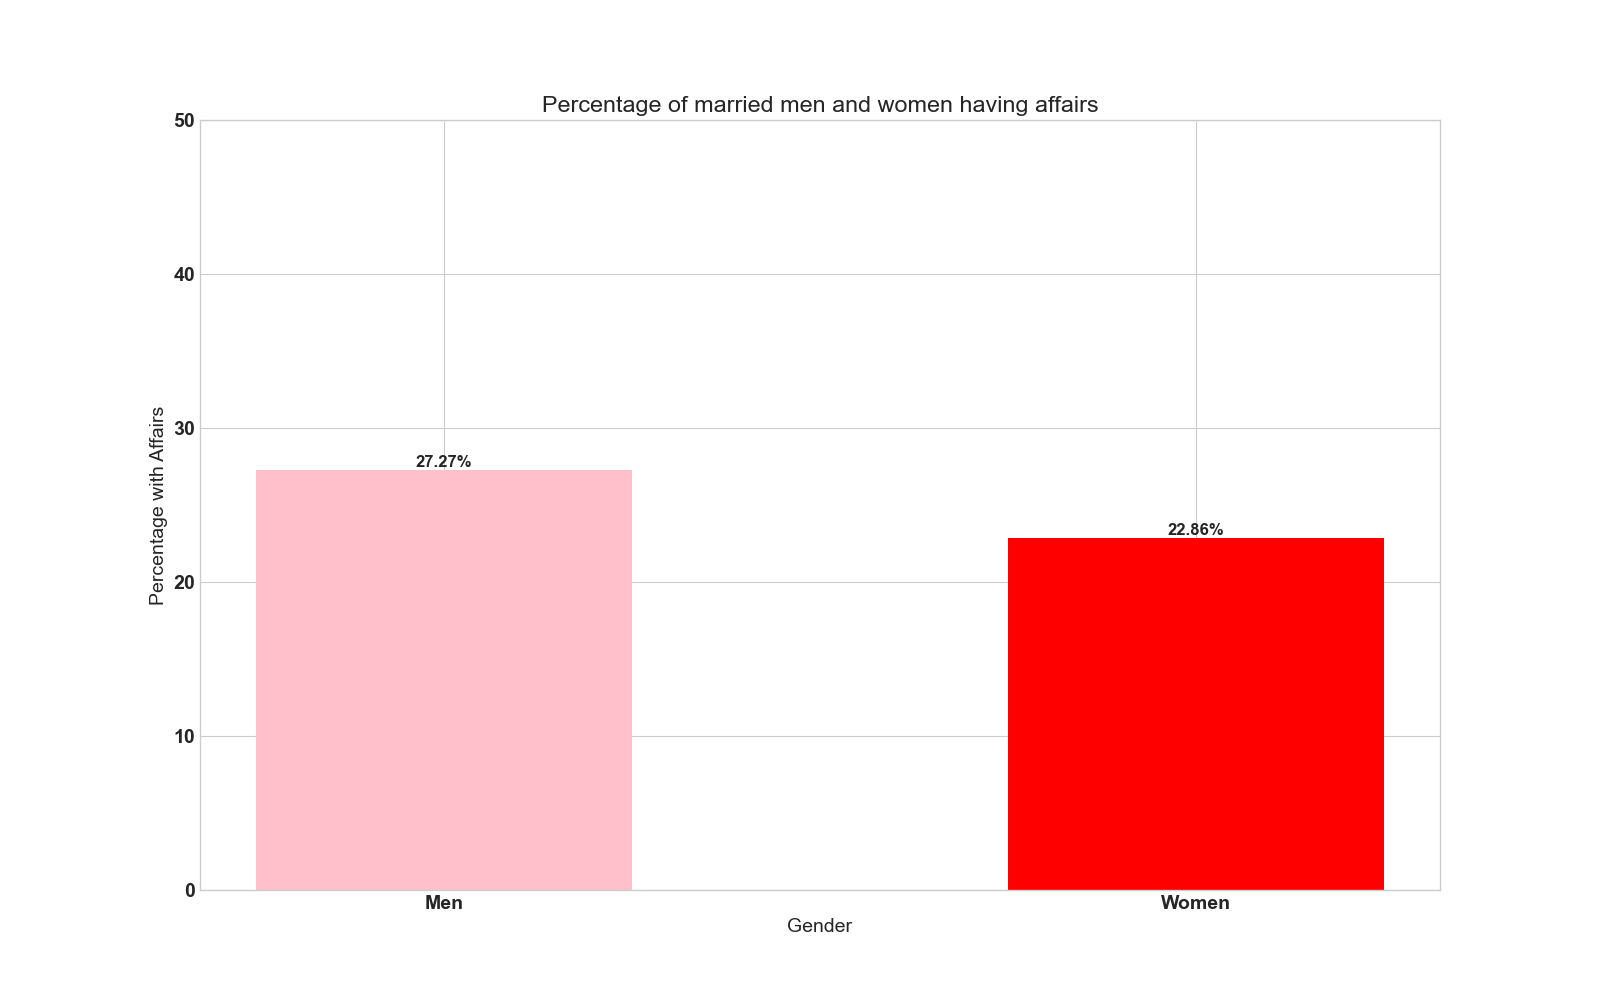 Percentage of married men and women having affairs
50
40
30
20
10
0
Percentage with Affairs
27.27%
22.86%
Men
Women
Gender